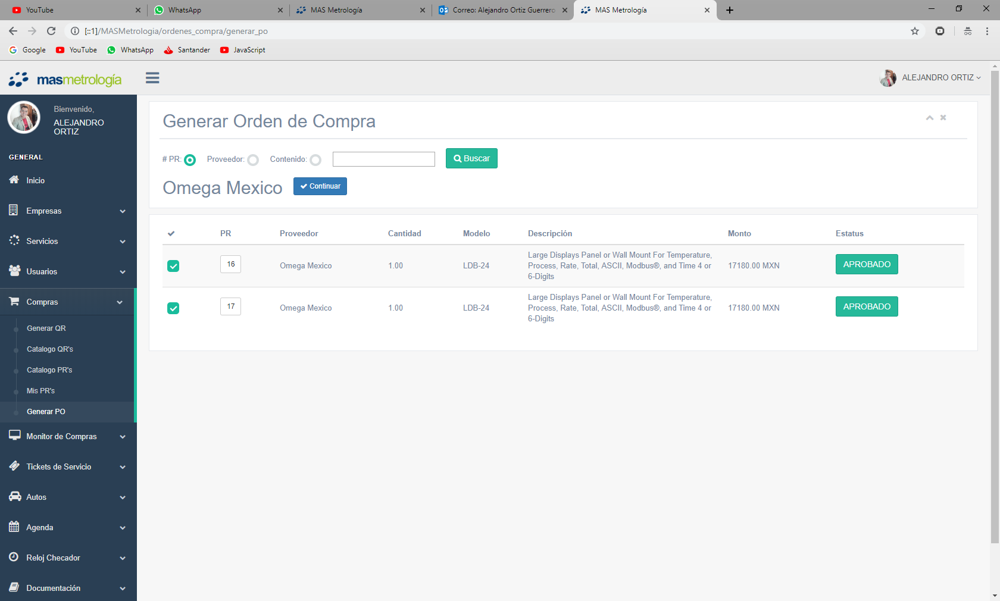 YouTube
WhatsApp
MAS Metrología
Correo: Alejandro Ortiz Guerrero
MAS Metrología
[::1]/MASMetrologia/ordenes_compra/generar_po
Google
YouTube
WhatsApp
Santander
JavaScript
masmetrología
ALEJANDRO ORTIZ
Bienvenido,
ALEJANDRO
ORTIZ
GENERAL
Inicio
Empresas
Servicios
Usuarios
Compras
Generar QR
Catalogo QR's
Catalogo PR's
Mis PR's
Generar PO
Monitor de Compras
Tickets de Servicio
Autos
Agenda
Reloj Checador
Documentación
Generar Orden de Compra
# PR: Proveedor: Contenido: Buscar
Omega Mexico Continuar
PR Proveedor Cantidad Modelo Descripción Monto Estatus
16 Omega Mexico 1.00 LDB-24 Large Displays Panel or Wall Mount For Temperature,
Process, Rate, Total, ASCII, Modbus®, and Time 4 or
6-Digits 17180.00 MXN APROBADO
17 Omega Mexico 1.00 LDB-24 Large Displays Panel or Wall Mount For Temperature,
Process, Rate, Total, ASCII, Modbus®, and Time 4 or
6-Digits 17180.00 MXN APROBADO